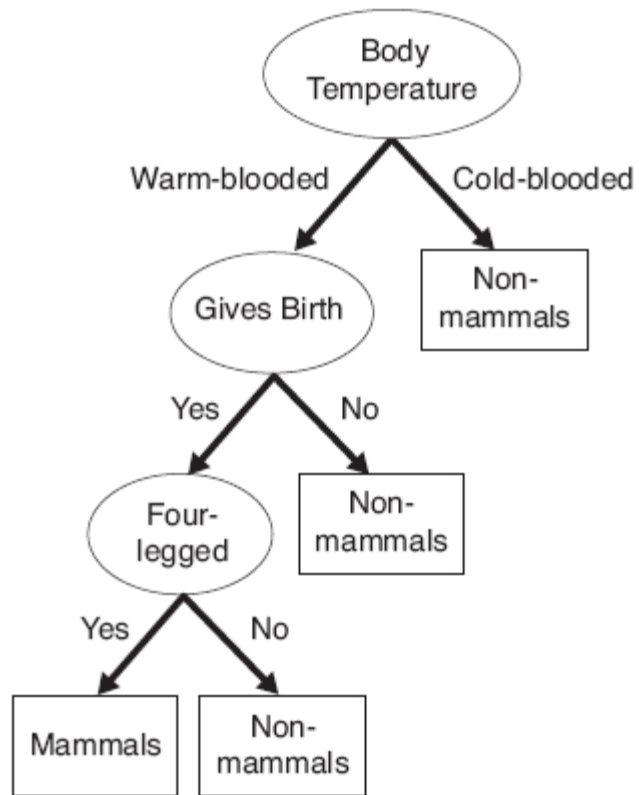 Body
Temperature
Warm-blooded
Cold-blooded
Gives Birth
Non-
mammals
Yes
No
Four-
legged
Non-
mammals
Yes
No
Mammals
Non-
mammals